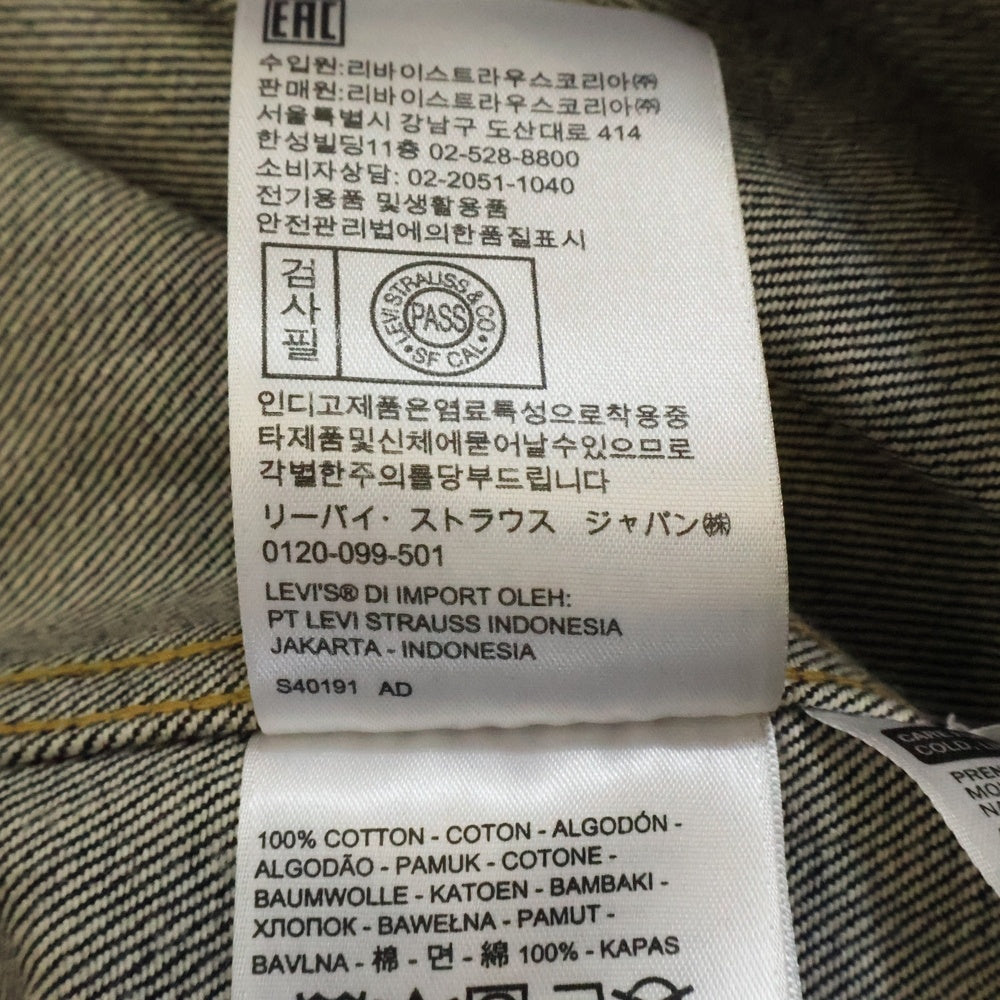 EAC
수입원:리바이스트라우스코리아㈜
판매원:리바이스트라우스코리아㈜
서울특별시 강남구 도산대로 414
한성빌딩11층 02-528-8800
소비자상담: 02-2051-1040
전기용품 및생활용품
안전관리법에의한품질표시
검사필
LEVI STRAUSS & CO
PASS
SF CAL
인디고제품은염료특성으로착용중
타제품및신체에묻어날수있으므로
각별한주의를당부드립니다
リーバイ· ストラウス ジャパン㈱
0120-099-501
LEVI'S® DI IMPORT OLEH:
PT LEVI STRAUSS INDONESIA
JAKARTA - INDONESIA
S40191 AD
100% COTTON - COTON - ALGODÓN -
ALGODÃO - PAMUK - COTONE -
BAUMWOLLE - KATOEN - BAMBAKI -
ХЛОПОК - BAWEŁNA - PAMUT -
BAVLNA - 棉 - 면 - 綿 100% - KAPAS
COLD